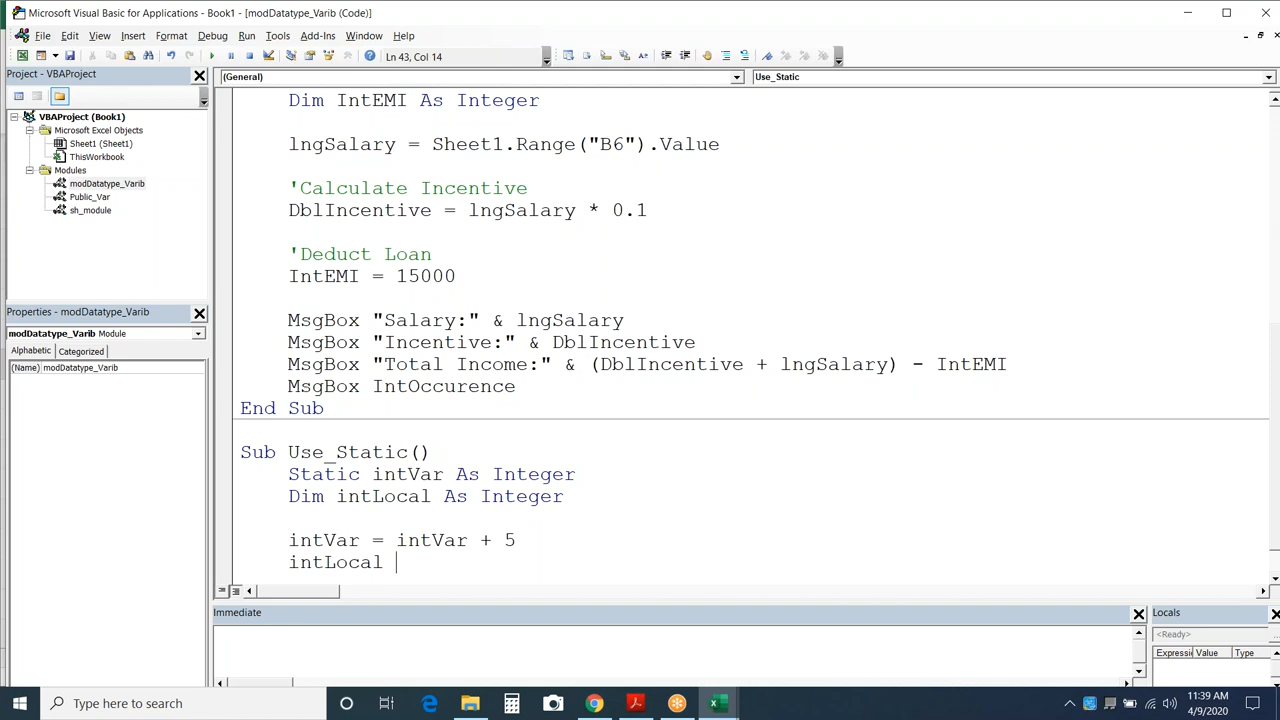 Microsoft Visual Basic for Applications - Book1 - [modDatatype_Varib (Code)]
File Edit View Insert Format Debug Run Tools Add-Ins Window Help
Ln 43, Col 14
Project - VBAProject
(General)
Use_Static
VBAProject (Book1)
Microsoft Excel Objects
Sheet1 (Sheet1)
ThisWorkbook
Modules
modDatatype_Varib
Public_Var
sh_module
Properties - modDatatype_Varib
modDatatype_Varib Module
Alphabetic Categorized
(Name) modDatatype_Varib
Dim IntEMI As Integer
lngSalary = Sheet1.Range("B6").Value
'Calculate Incentive
DblIncentive = lngSalary * 0.1
'Deduct Loan
IntEMI = 15000
MsgBox "Salary:" & lngSalary
MsgBox "Incentive:" & DblIncentive
MsgBox "Total Income:" & (DblIncentive + lngSalary) - IntEMI
MsgBox IntOccurence
End Sub
Sub Use_Static()
Static intVar As Integer
Dim intLocal As Integer
intVar = intVar + 5
intLocal
Immediate
Locals
<Ready>
Expressi Value Type
Type here to search
11:39 AM
4/9/2020